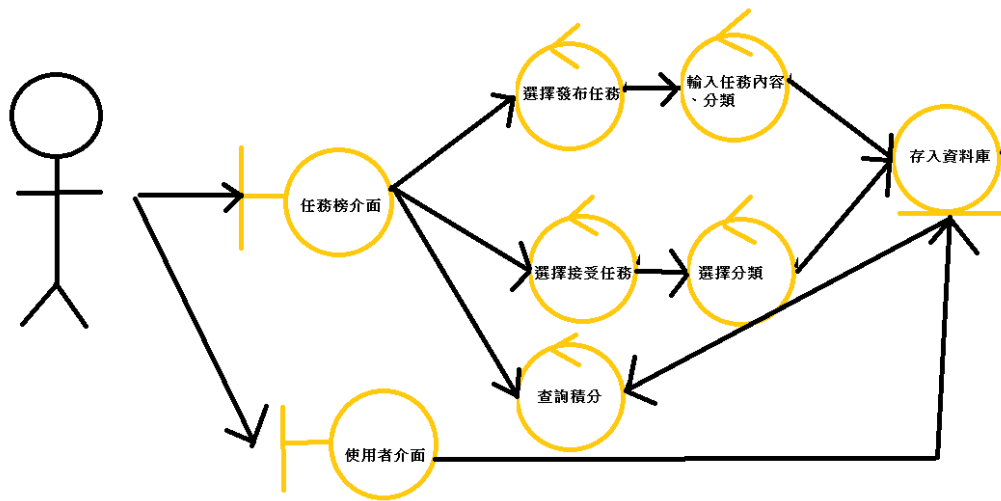 選擇發布任務
輸入任務內容
、分類
存入資料庫
任務榜介面
選擇接受任務
選擇分類
查詢積分
使用者介面